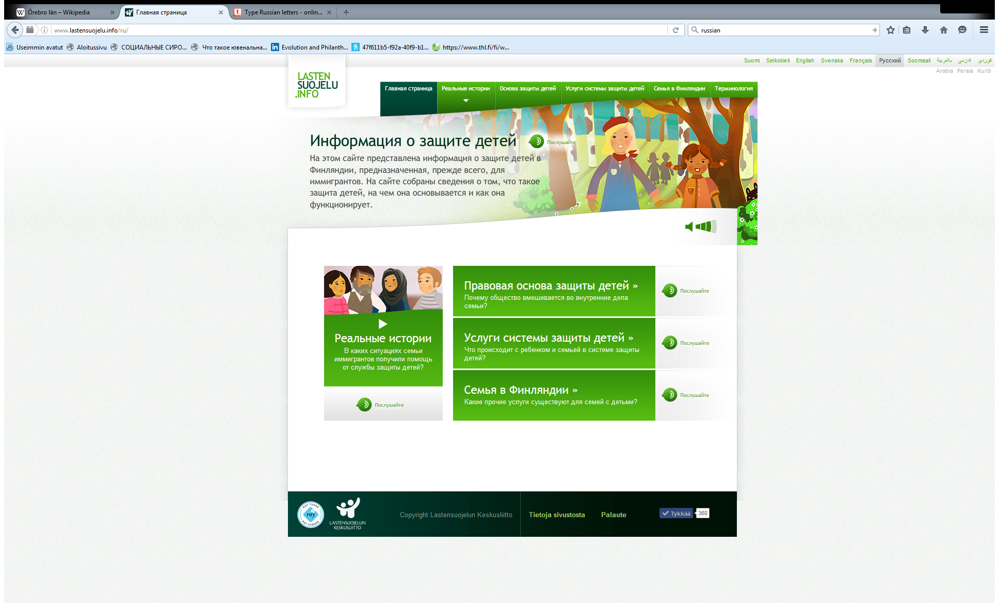 Örebro län – Wikipedia
Главная страница
Type Russian letters - onlin...
www.lastensuojelu.info/ru/
russian
Useimmin avatut
Aloitussivu
СОЦИАЛЬНЫЕ СИРО...
Что такое ювенальна...
Evolution and Philanth...
47f611b5-f92a-40f9-b1...
https://www.thl.fi/fi/w...
Suomi Selkokieli English Svenska Français Русский Soomaali بالعربية فارسی کوردی
Arabia Persia Kurdi
LASTEN
SUOJELU
.INFO
Главная страница
Реальные истории
Основа защиты детей
Услуги системы защиты детей
Семья в Финляндии
Терминология
Информация о защите детей
Послушайте
На этом сайте представлена информация о защите детей в
Финляндии, предназначенная, прежде всего, для
иммигрантов. На сайте собраны сведения о том, что такое
защита детей, на чем она основывается и как она
функционирует.
Реальные истории
В каких ситуациях семьи
иммигрантов получили помощь
от службы защиты детей?
Послушайте
Правовая основа защиты детей »
Почему общество вмешивается во внутренние дела
семьи?
Послушайте
Услуги системы защиты детей »
Что происходит с ребенком и семьей в системе защиты
детей?
Послушайте
Семья в Финляндии »
Какие прочие услуги существуют для семей с детьми?
Послушайте
RAY TUKEE
ray
RAY STÖDER
LASTENSUOJELUN
KESKUSLIITTO
Copyright Lastensuojelun Keskusliitto
Tietoja sivustosta
Palaute
Tykkää
360